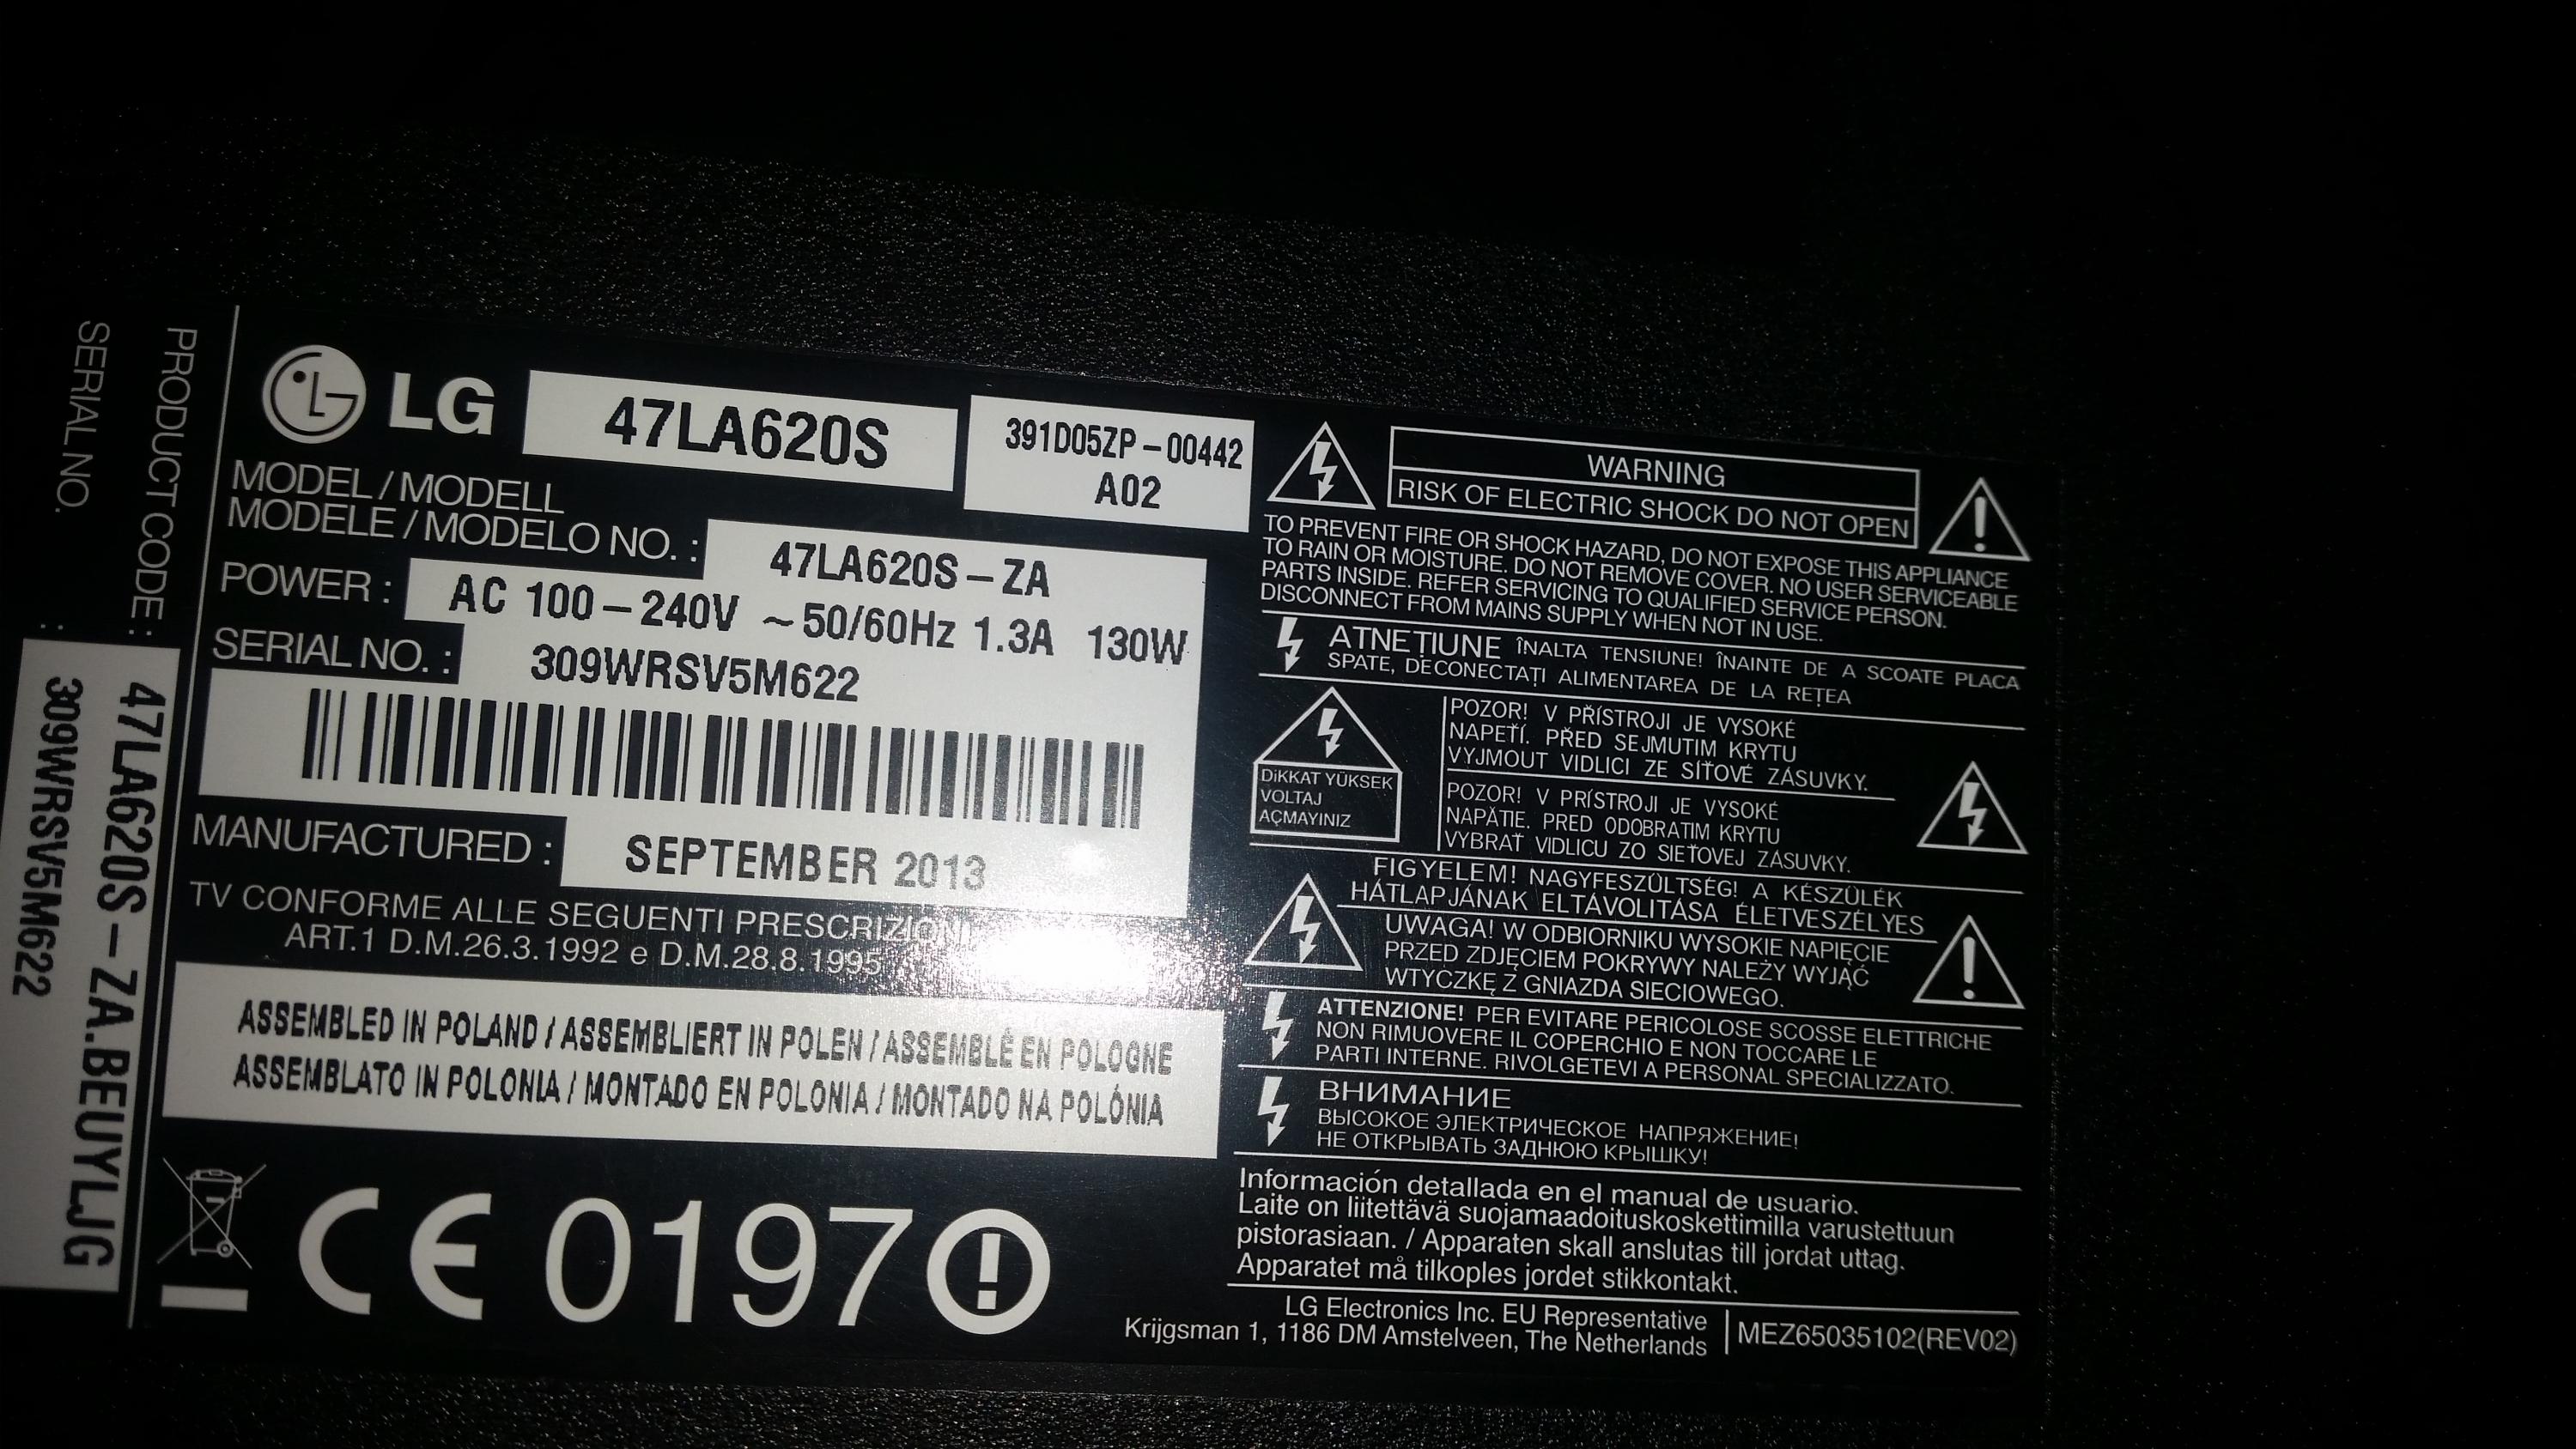 SERIAL NO. : 309WRSV5M622
PRODUCT CODE : 47LA620S-ZA.BEUYLJG
LG 47LA620S
391D05ZP-00442
A02
MODEL / MODELL
MODELE / MODELO NO. : 47LA620S-ZA
POWER : AC 100-240V ~50/60Hz 1.3A 130W
SERIAL NO. : 309WRSV5M622
MANUFACTURED : SEPTEMBER 2013
TV CONFORME ALLE SEGUENTI PRESCRIZIONI
ART.1 D.M.26.3.1992 e D.M.28.8.1995
ASSEMBLED IN POLAND / ASSEMBLIERT IN POLEN / ASSEMBLÉ EN POLOGNE
ASSEMBLATO IN POLONIA / MONTADO EN POLONIA / MONTADO NA POLÓNIA
CE 0197
WARNING
RISK OF ELECTRIC SHOCK DO NOT OPEN
TO PREVENT FIRE OR SHOCK HAZARD, DO NOT EXPOSE THIS APPLIANCE
TO RAIN OR MOISTURE. DO NOT REMOVE COVER. NO USER SERVICEABLE
PARTS INSIDE. REFER SERVICING TO QUALIFIED SERVICE PERSON.
DISCONNECT FROM MAINS SUPPLY WHEN NOT IN USE.
ATNEȚIUNE ÎNALTA TENSIUNE! ÎNAINTE DE A SCOATE PLACA
SPATE, DECONECTAȚI ALIMENTAREA DE LA REȚEA
DİKKAT YÜKSEK
VOLTAJ
AÇMAYINIZ
POZOR! V PŘÍSTROJI JE VYSOKÉ
NAPETÍ. PŘED SEJMUTIM KRYTU
VYJMOUT VIDLICI ZE SÍŤOVÉ ZÁSUVKY.
POZOR! V PRÍSTROJI JE VYSOKÉ
NAPÄTIE. PRED ODOBRATIM KRYTU
VYBRAŤ VIDLICU ZO SIEŤOVEJ ZÁSUVKY.
FIGYELEM! NAGYFESZÜLTSÉG! A KÉSZÜLÉK
HÁTLAPJÁNAK ELTÁVOLITÁSA ÉLETVESZÉLYES
UWAGA! W ODBIORNIKU WYSOKIE NAPIĘCIE
PRZED ZDJĘCIEM POKRYWY NALEŻY WYJĄĆ
WTYCZKĘ Z GNIAZDA SIECIOWEGO.
ATTENZIONE! PER EVITARE PERICOLOSE SCOSSE ELETTRICHE
NON RIMUOVERE IL COPERCHIO E NON TOCCARE LE
PARTI INTERNE. RIVOLGETEVI A PERSONAL SPECIALIZZATO.
ВНИМАНИЕ
ВЫСОКОЕ ЭЛЕКТРИЧЕСКОЕ НАПРЯЖЕНИЕ!
НЕ ОТКРЫВАТЬ ЗАДНЮЮ КРЫШКУ!
Información detallada en el manual de usuario.
Laite on liitettävä suojamaadoituskoskettimilla varustettuun
pistorasiaan. / Apparaten skall anslutas till jordat uttag.
Apparatet må tilkoples jordet stikkontakt.
LG Electronics Inc. EU Representative
Krijgsman 1, 1186 DM Amstelveen, The Netherlands
MEZ65035102(REV02)